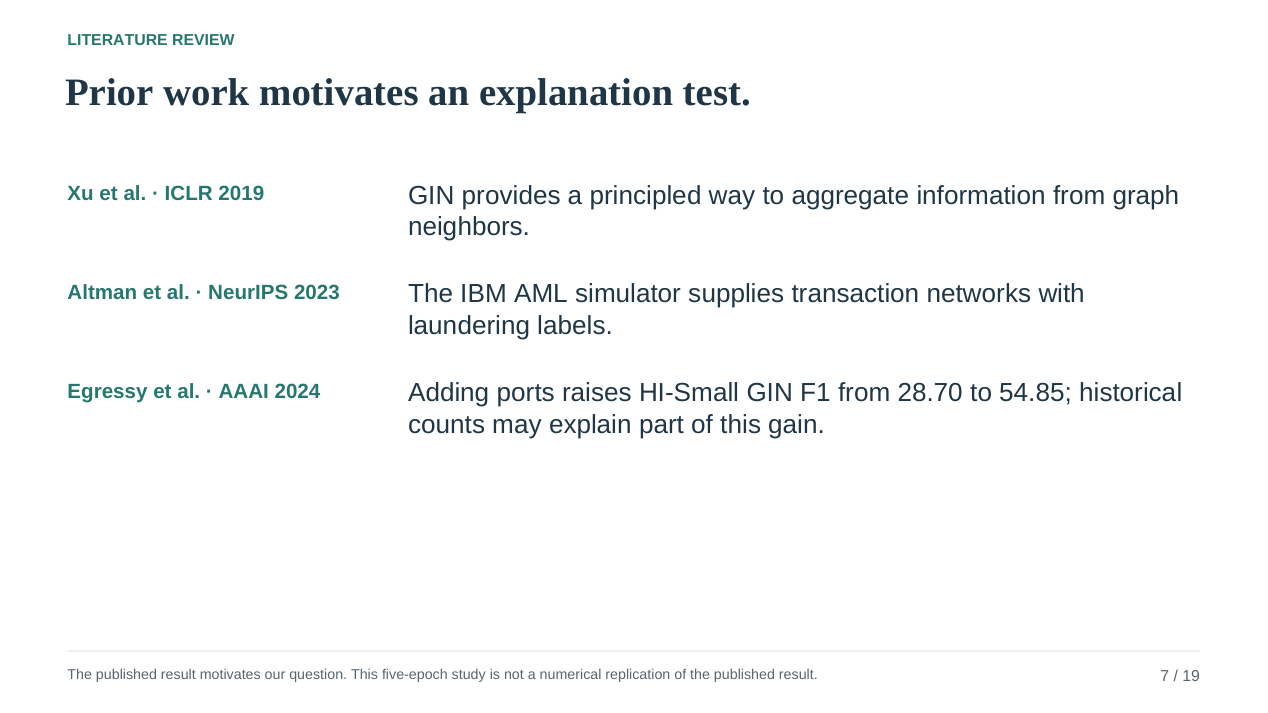 LITERATURE REVIEW
Prior work motivates an explanation test.
Xu et al. · ICLR 2019
GIN provides a principled way to aggregate information from graph
neighbors.
Altman et al. · NeurIPS 2023
The IBM AML simulator supplies transaction networks with
laundering labels.
Egressy et al. · AAAI 2024
Adding ports raises HI-Small GIN F1 from 28.70 to 54.85; historical
counts may explain part of this gain.
The published result motivates our question. This five-epoch study is not a numerical replication of the published result.
7 / 19